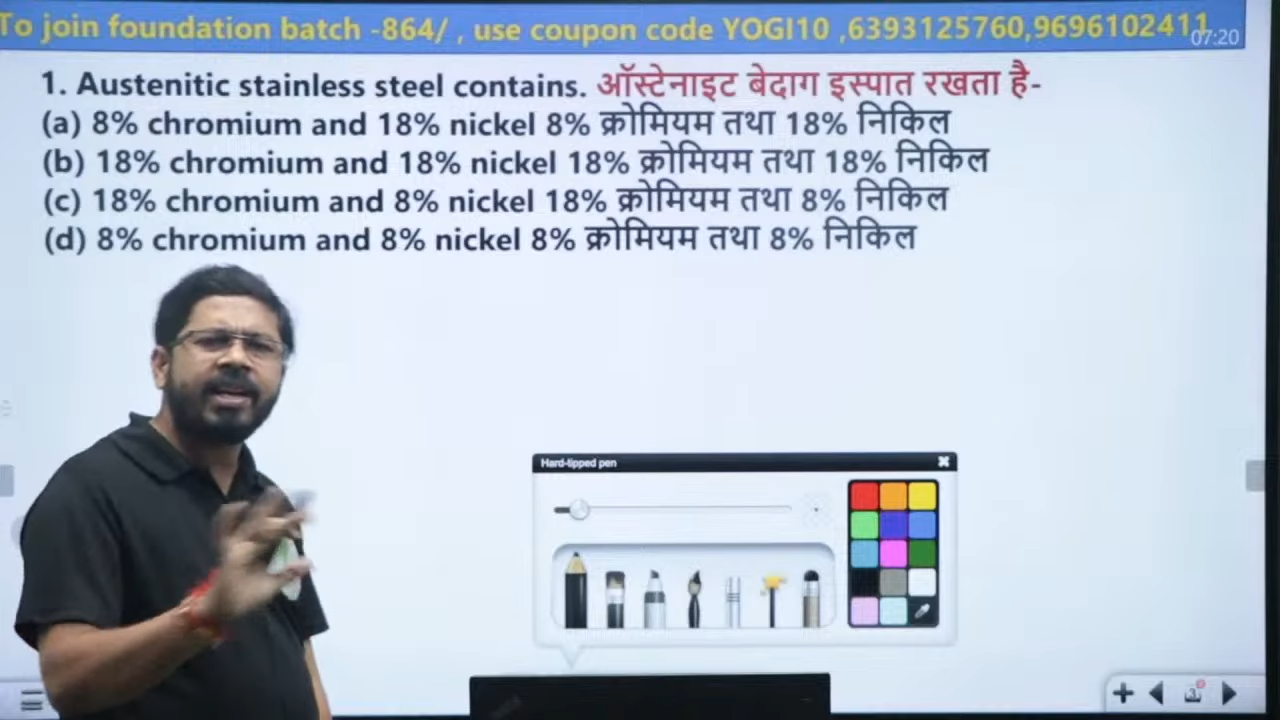 To join foundation batch -864/ , use coupon code YOGI10 ,6393125760,9696102411
07:20
1. Austenitic stainless steel contains. ऑस्टेनाइट बेदाग इस्पात रखता है-
(a) 8% chromium and 18% nickel 8% क्रोमियम तथा 18% निकिल
(b) 18% chromium and 18% nickel 18% क्रोमियम तथा 18% निकिल
(c) 18% chromium and 8% nickel 18% क्रोमियम तथा 8% निकिल
(d) 8% chromium and 8% nickel 8% क्रोमियम तथा 8% निकिल
Hard-tipped pen
3